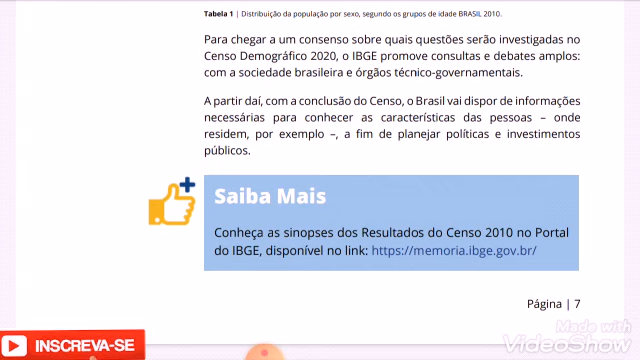 Tabela 1 | Distribuição da população por sexo, segundo os grupos de idade BRASIL 2010.
Para chegar a um consenso sobre quais questões serão investigadas no
Censo Demográfico 2020, o IBGE promove consultas e debates amplos:
com a sociedade brasileira e órgãos técnico-governamentais.
A partir daí, com a conclusão do Censo, o Brasil vai dispor de informações
necessárias para conhecer as características das pessoas – onde
residem, por exemplo –, a fim de planejar políticas e investimentos
públicos.
Saiba Mais
Conheça as sinopses dos Resultados do Censo 2010 no Portal
do IBGE, disponível no link: https://memoria.ibge.gov.br/
Página | 7
INSCREVA-SE
Made with
VideoShow